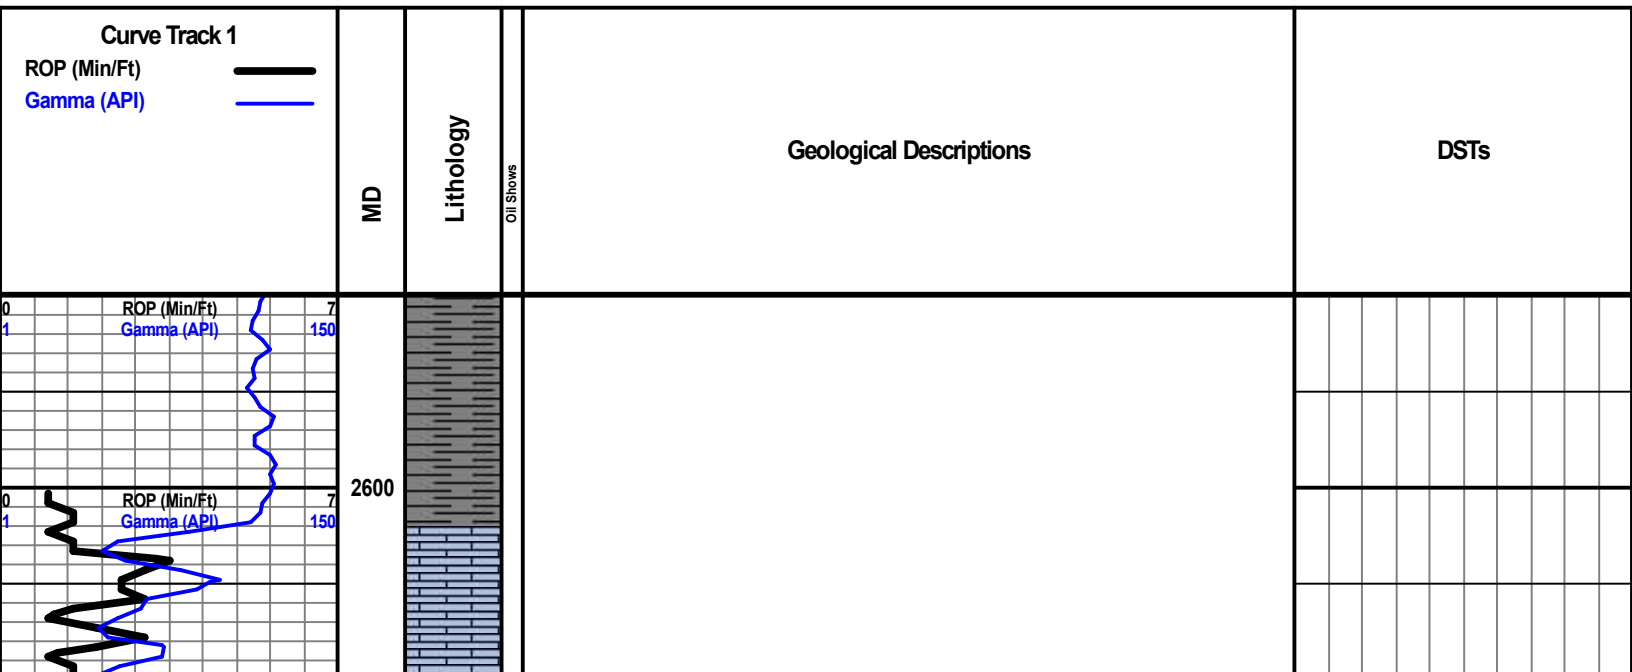 Curve Track 1
ROP (Min/Ft)
Gamma (API)
MD
Lithology
Oil Shows
Geological Descriptions
DSTs
0 ROP (Min/Ft) 7
1 Gamma (API) 150
2600
0 ROP (Min/Ft) 7
1 Gamma (API) 150